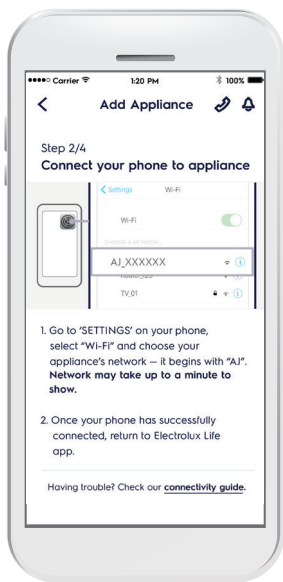 Carrier 1:20 PM 100%
Add Appliance
Step 2/4
Connect your phone to appliance
Settings Wi-Fi
Wi-Fi
CHOOSE A NETWORK...
AJ_XXXXXX
TV_01
1. Go to ‘SETTINGS’ on your phone,
select “Wi-Fi” and choose your
appliance’s network – it begins with “AJ”.
Network may take up to a minute to
show.
2. Once your phone has successfully
connected, return to Electrolux Life
app.
Having trouble? Check our connectivity guide.